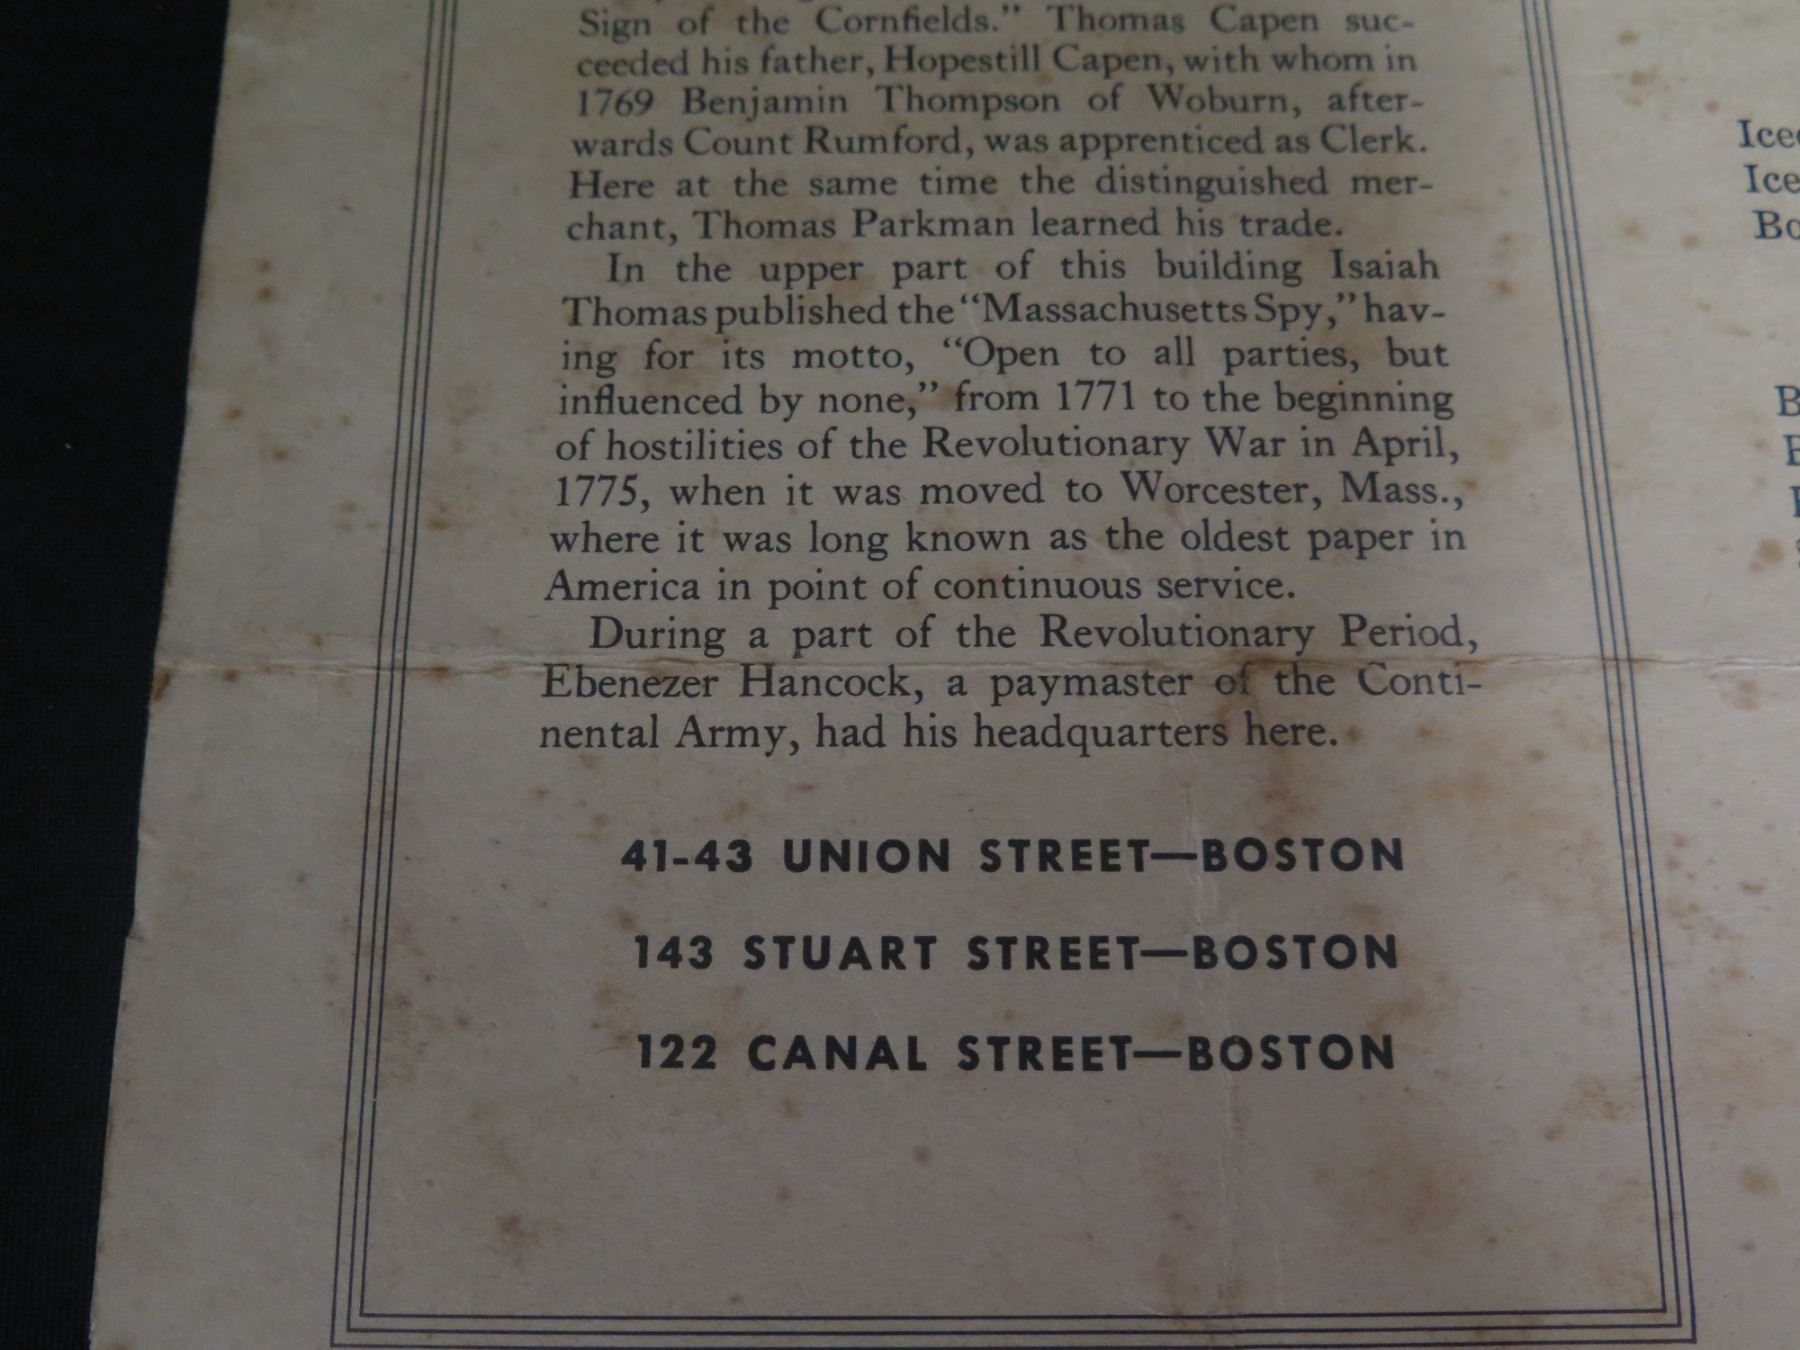 Sign of the Cornfields." Thomas Capen suc-
ceeded his father, Hopestill Capen, with whom in
1769 Benjamin Thompson of Woburn, after-
wards Count Rumford, was apprenticed as Clerk.
Here at the same time the distinguished mer-
chant, Thomas Parkman learned his trade.
In the upper part of this building Isaiah
Thomas published the "Massachusetts Spy," hav-
ing for its motto, "Open to all parties, but
influenced by none," from 1771 to the beginning
of hostilities of the Revolutionary War in April,
1775, when it was moved to Worcester, Mass.,
where it was long known as the oldest paper in
America in point of continuous service.
During a part of the Revolutionary Period,
Ebenezer Hancock, a paymaster of the Conti-
nental Army, had his headquarters here.
41-43 UNION STREET—BOSTON
143 STUART STREET—BOSTON
122 CANAL STREET—BOSTON